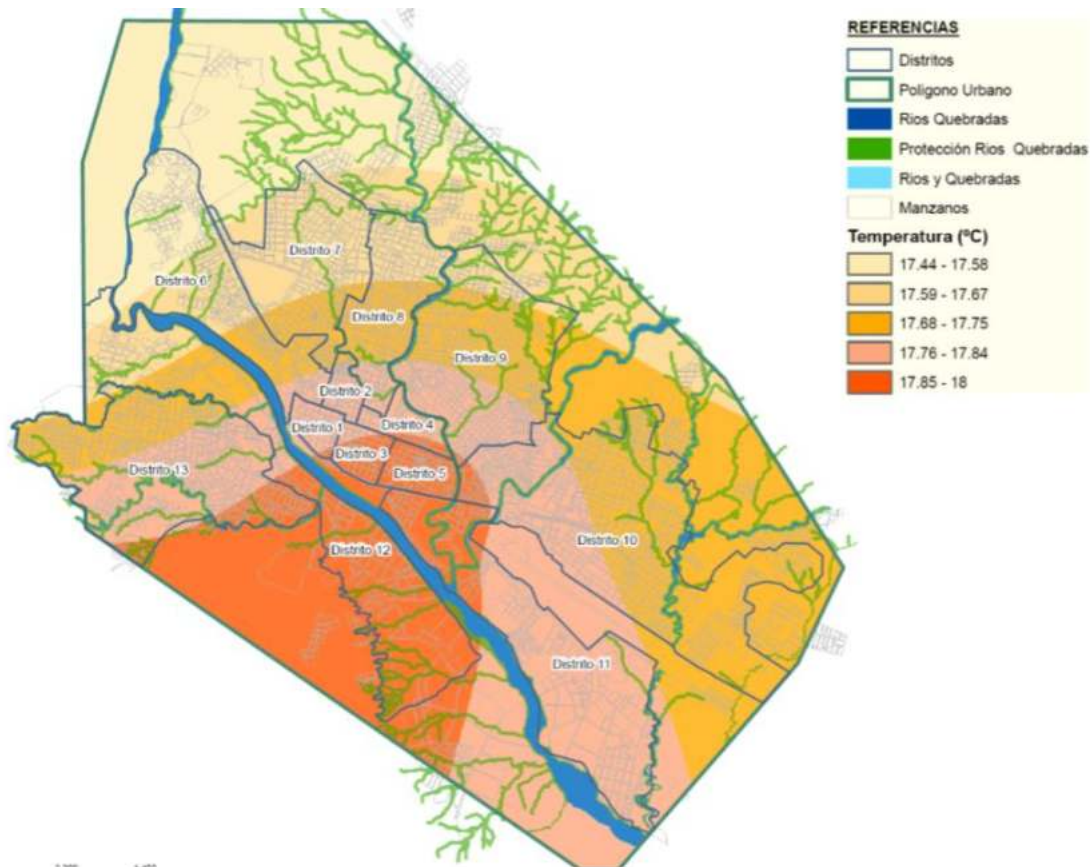 REFERENCIAS
Distritos
Poligono Urbano
Rios Quebradas
Protección Rios Quebradas
Rios y Quebradas
Manzanos
Temperatura (ºC)
17.44 - 17.58
17.59 - 17.67
17.68 - 17.75
17.76 - 17.84
17.85 - 18
Distrito 7
Distrito 6
Distrito 8
Distrito 9
Distrito 2
Distrito 4
Distrito 1
Distrito 3
Distrito 5
Distrito 13
Distrito 10
Distrito 12
Distrito 11